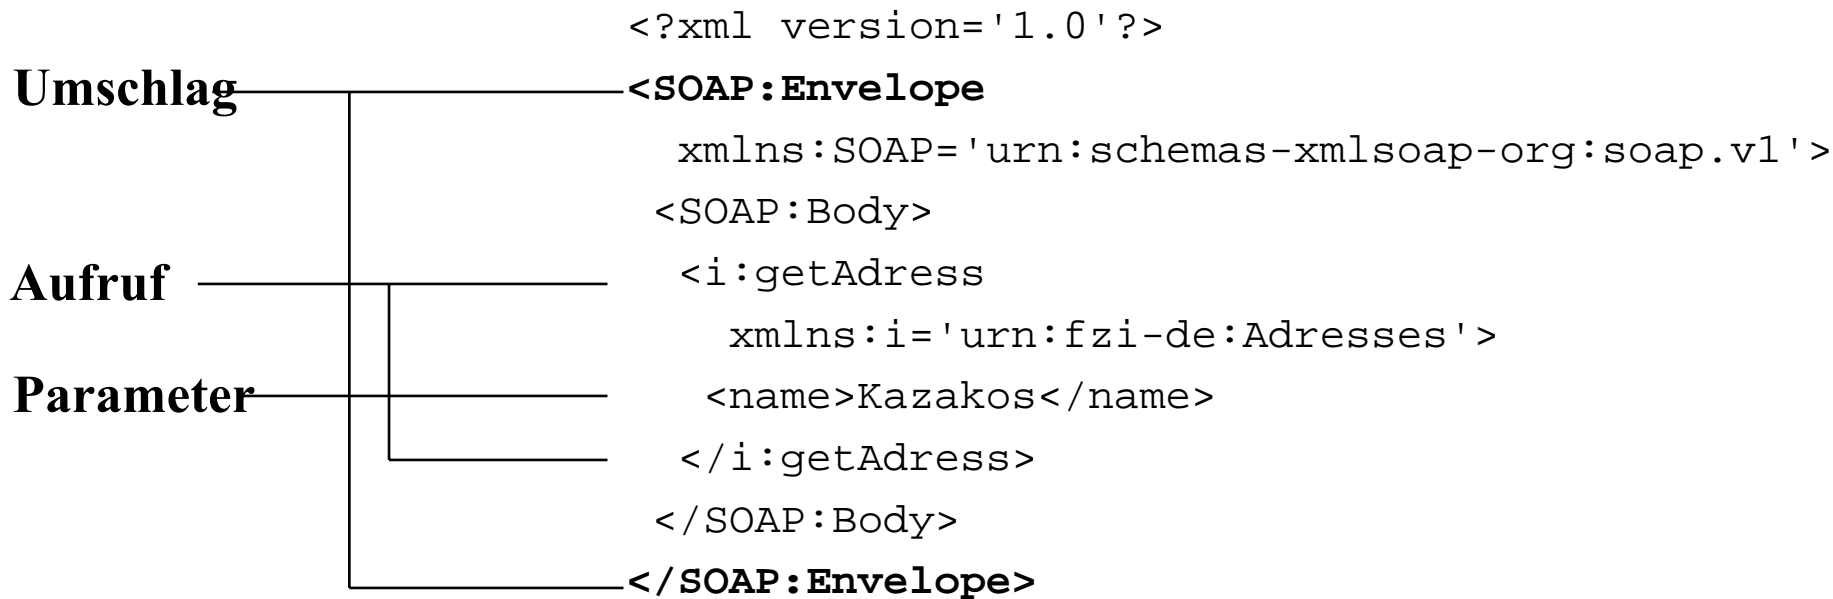 <?xml version='1.0'?>
Umschlag <SOAP:Envelope
xmlns:SOAP='urn:schemas-xmlsoap-org:soap.v1'>
<SOAP:Body>
Aufruf <i:getAdress
xmlns:i='urn:fzi-de:Adresses'>
Parameter <name>Kazakos</name>
</i:getAdress>
</SOAP:Body>
</SOAP:Envelope>